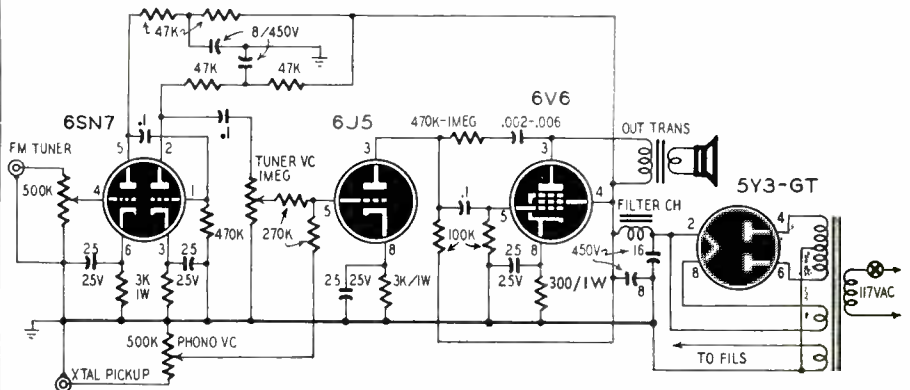 47K
8/450V
47K
47K
6SN7
.1
5
2
.1
6J5
470K-1MEG
.002-.006
6V6
OUT TRANS
5Y3-GT
FM TUNER
500K
4
1
TUNER VC
1MEG
3
3
4
FILTER CH
2
4
470K
270K
5
.1
100K
5
450V
16
8
6
117VAC
25
25V
6
3
25
25V
3K
1W
8
25
25V
3K/1W
8
25
25V
300/1W
8
500K
PHONO VC
XTAL PICKUP
TO FILS